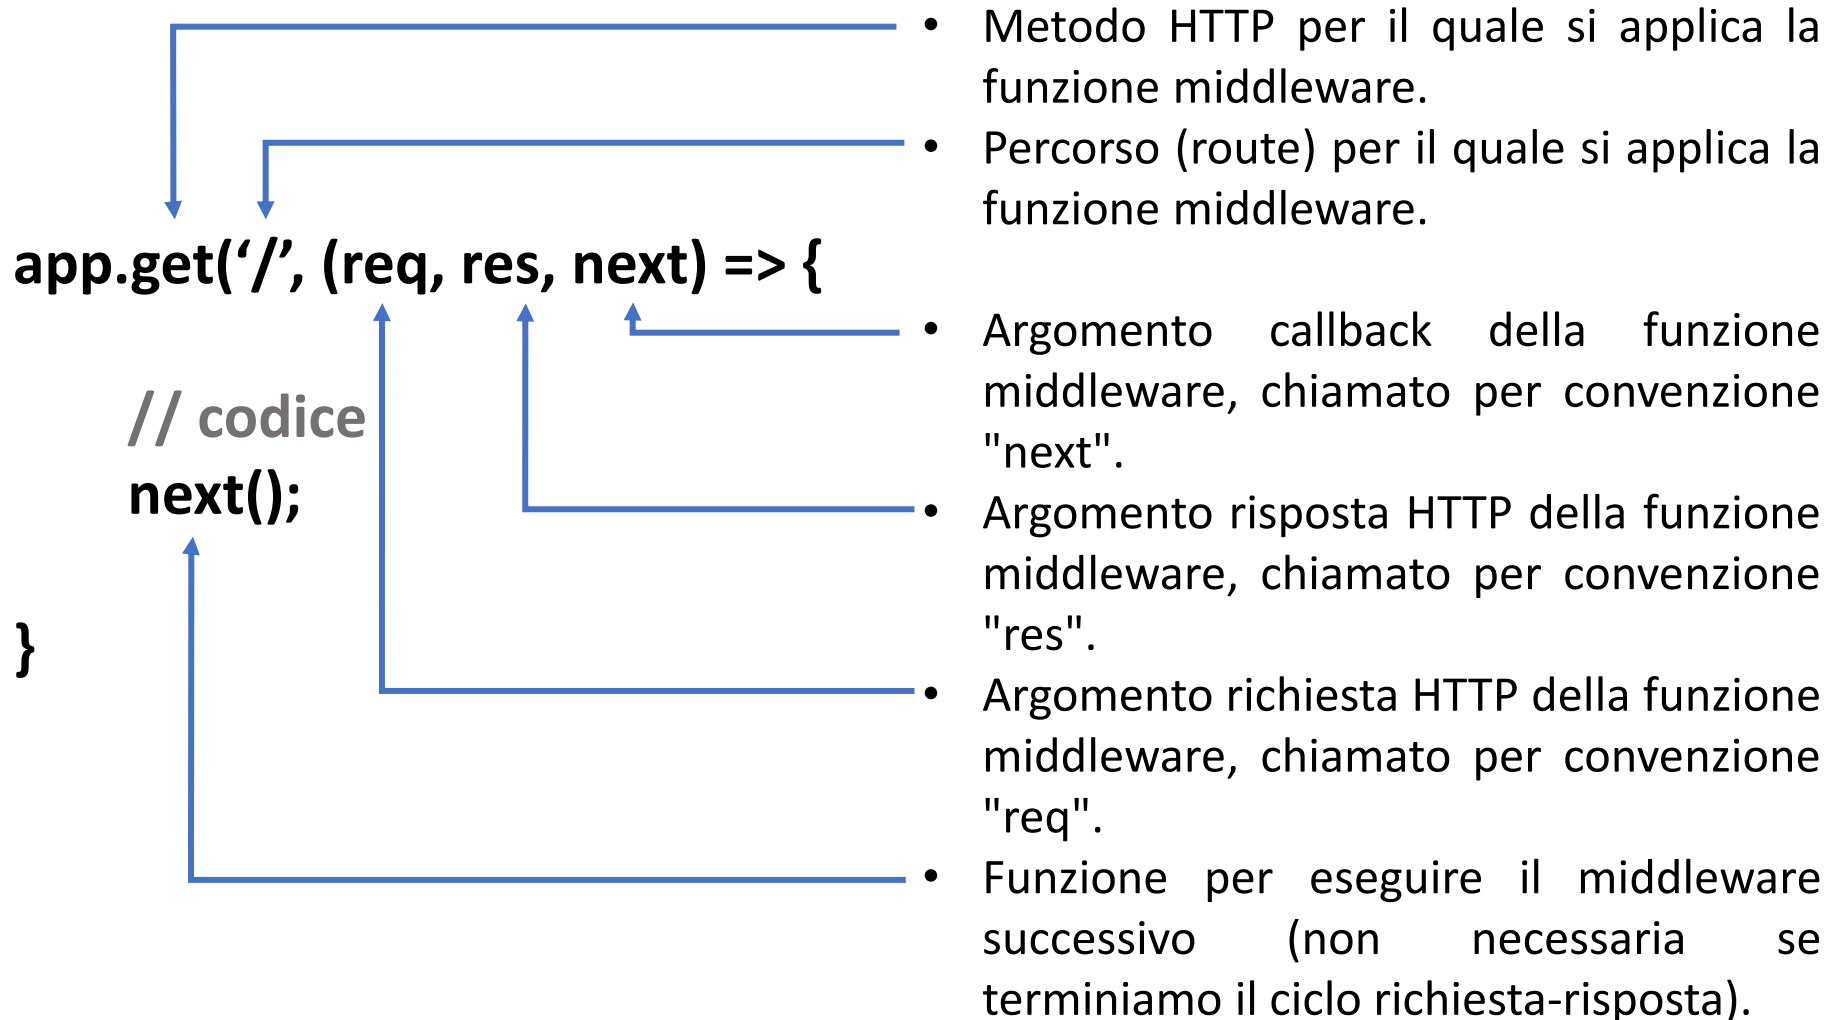 • Metodo HTTP per il quale si applica la
funzione middleware.
• Percorso (route) per il quale si applica la
funzione middleware.
app.get(‘/’, (req, res, next) => {
// codice
next();
}
• Argomento callback della funzione
middleware, chiamato per convenzione
"next".
• Argomento risposta HTTP della funzione
middleware, chiamato per convenzione
"res".
• Argomento richiesta HTTP della funzione
middleware, chiamato per convenzione
"req".
• Funzione per eseguire il middleware
successivo (non necessaria se
terminiamo il ciclo richiesta-risposta).